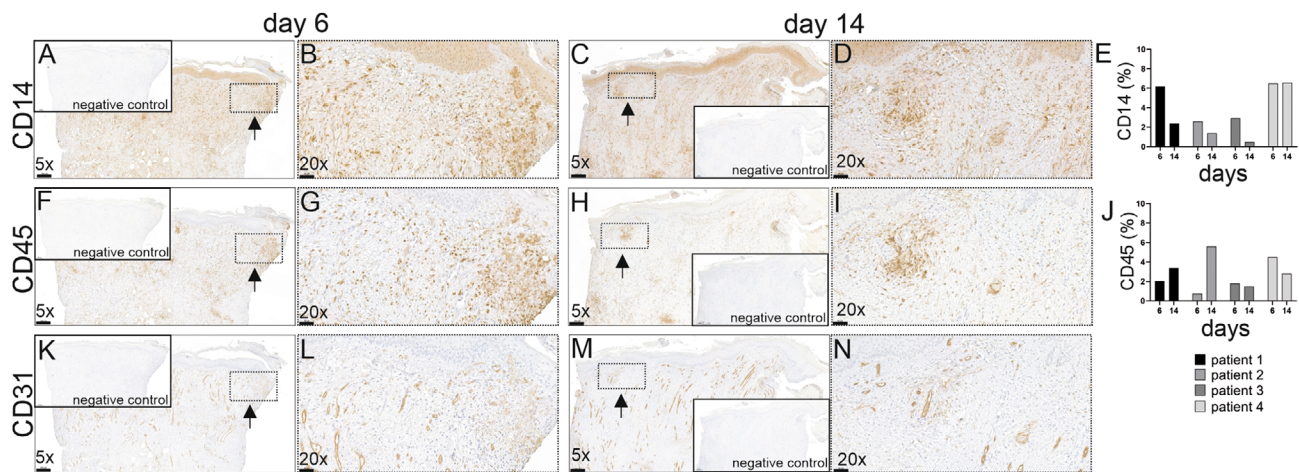 day 6
day 14
CD14
A
negative control
5x
B
20x
C
negative control
5x
D
20x
E
CD14 (%)
10
8
6
4
2
0
6 14 6 14 6 14 6 14
days
CD45
F
negative control
5x
G
20x
H
negative control
5x
I
20x
J
CD45 (%)
10
8
6
4
2
0
6 14 6 14 6 14 6 14
days
CD31
K
negative control
5x
L
20x
M
negative control
5x
N
20x
patient 1
patient 2
patient 3
patient 4